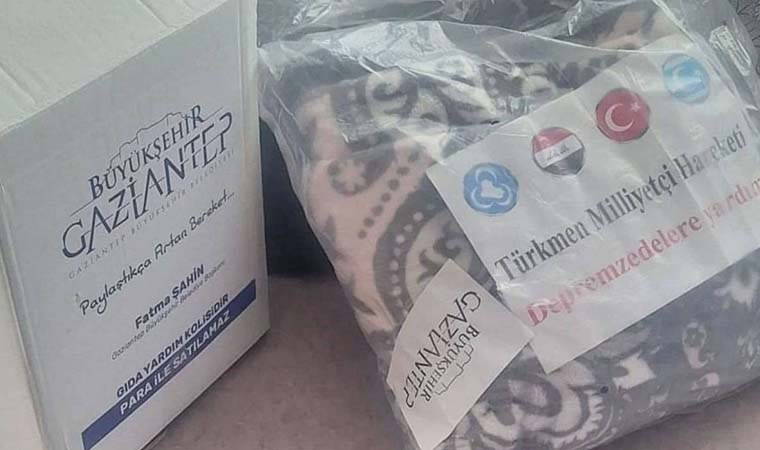 BÜYÜKŞEHİR
GAZİANTEP
GAZİANTEP BÜYÜKŞEHİR BELEDİYESİ
Paylaştıkça Artan Bereket...
Fatma ŞAHİN
Gaziantep Büyükşehir Belediye Başkanı
GIDA YARDIM KOLİSİDİR
PARA İLE SATILAMAZ
Türkmen Milliyetçi Hareketi
Depremzedelere yardım
BÜYÜKŞEHİR
GAZİANTEP